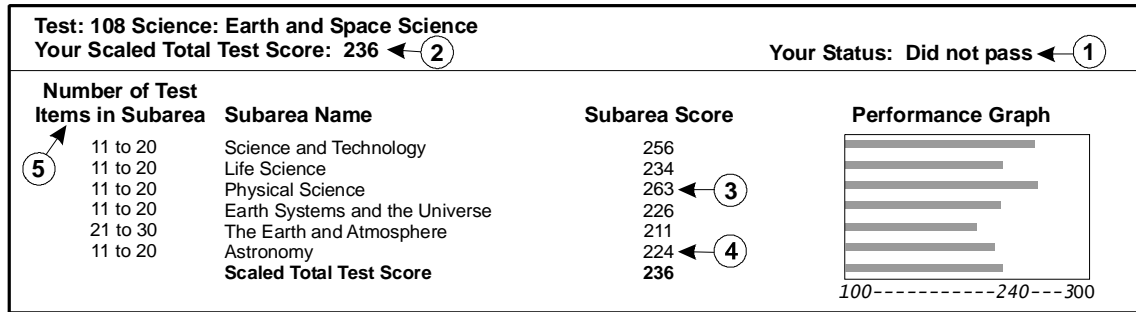 Test: 108 Science: Earth and Space Science
Your Scaled Total Test Score: 236 2
Your Status: Did not pass 1
Number of Test
Items in Subarea Subarea Name Subarea Score Performance Graph
5
11 to 20 Science and Technology 256
11 to 20 Life Science 234
11 to 20 Physical Science 263 3
11 to 20 Earth Systems and the Universe 226
21 to 30 The Earth and Atmosphere 211
11 to 20 Astronomy 224 4
Scaled Total Test Score 236
100------------240---300